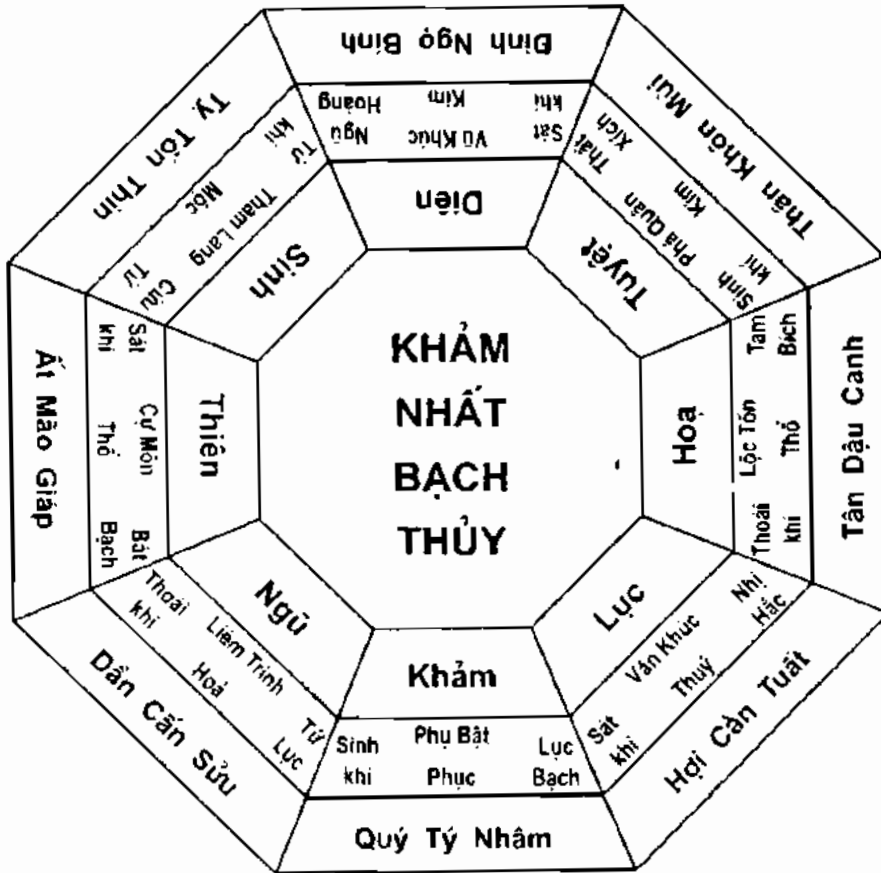 KHẢM
NHẤT
BẠCH
THỦY
Đinh Ngọ Bính
Ngũ Hoàng
Vũ Khúc Kim
Sát khí
Diên
Thân Khôn Mùi
Thất Xích
Phá Quân Kim
Sinh khí
Tuyệt
Tân Dậu Canh
Tam Bích
Lộc Tồn Thổ
Thoái khí
Hoạ
Hợi Càn Tuất
Nhị Hắc
Văn Khúc Thuỷ
Sát khí
Lục
Quý Tý Nhâm
Sinh khí
Phụ Bật Phục
Lục Bạch
Khảm
Dần Cấn Sửu
Thoái khí
Liêm Trinh Hoả
Tứ Lục
Ngũ
Ất Mão Giáp
Sát khí
Cự Môn Thổ
Bát Bạch
Thiên
Tỵ Tốn Thìn
Tử khí
Tham Lang Mộc
Cửu Tử
Sinh